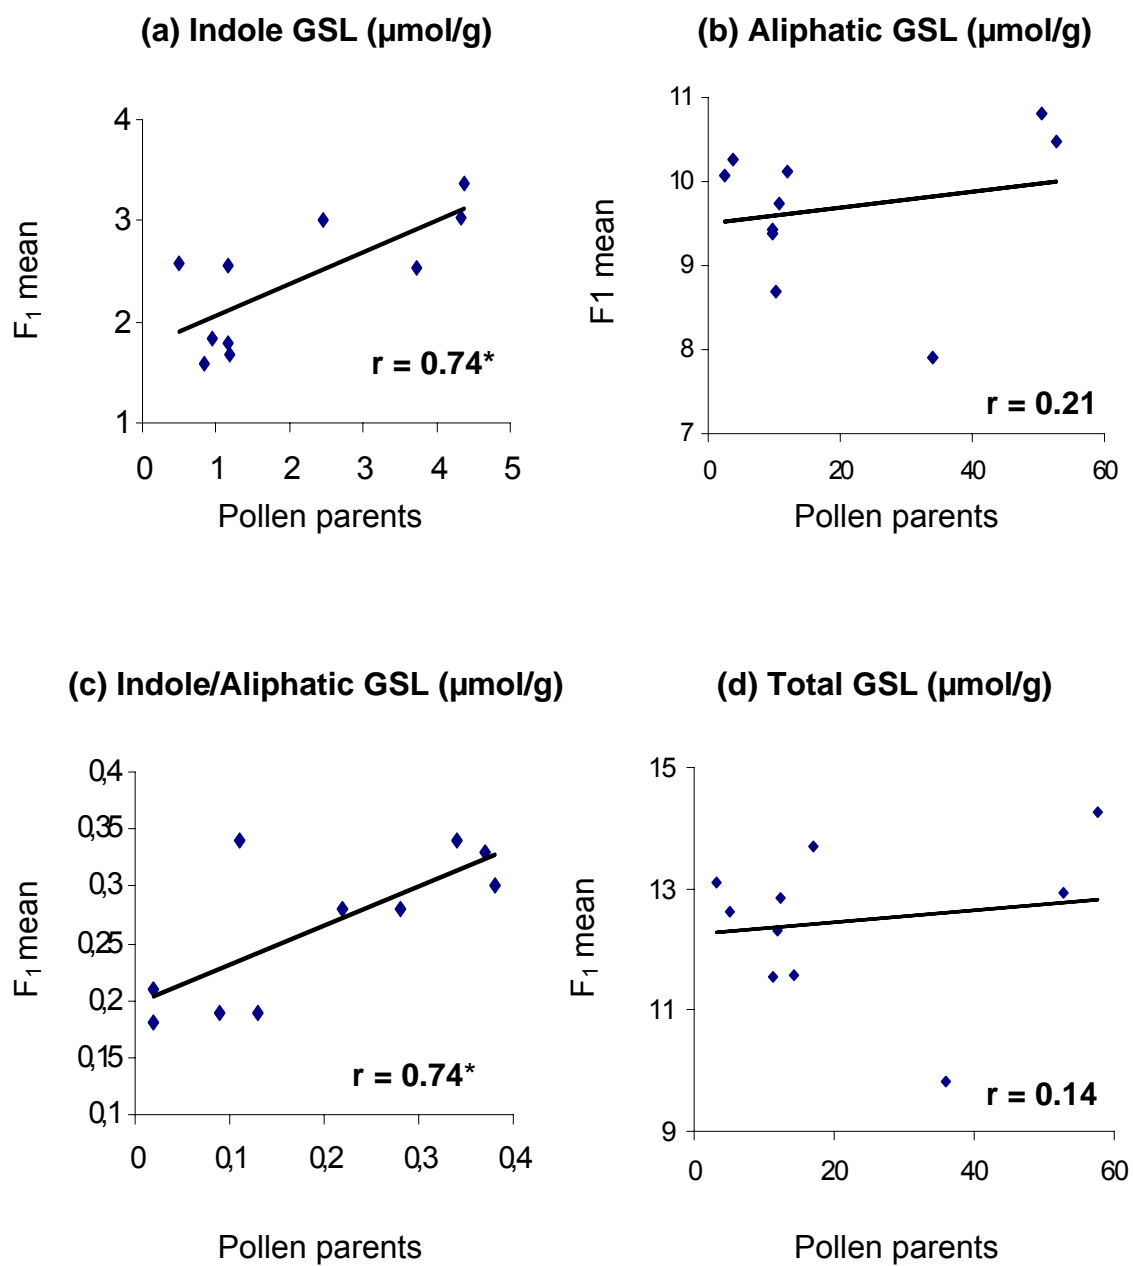 (a) Indole GSL (µmol/g)
4
3
2
1
0 1 2 3 4 5
F₁ mean
r = 0.74*
Pollen parents
(b) Aliphatic GSL (µmol/g)
11
10
9
8
7
0 20 40 60
F1 mean
r = 0.21
Pollen parents
(c) Indole/Aliphatic GSL (µmol/g)
0,4
0,35
0,3
0,25
0,2
0,15
0,1
0 0,1 0,2 0,3 0,4
F₁ mean
r = 0.74*
Pollen parents
(d) Total GSL (µmol/g)
15
13
11
9
0 20 40 60
F₁ mean
r = 0.14
Pollen parents